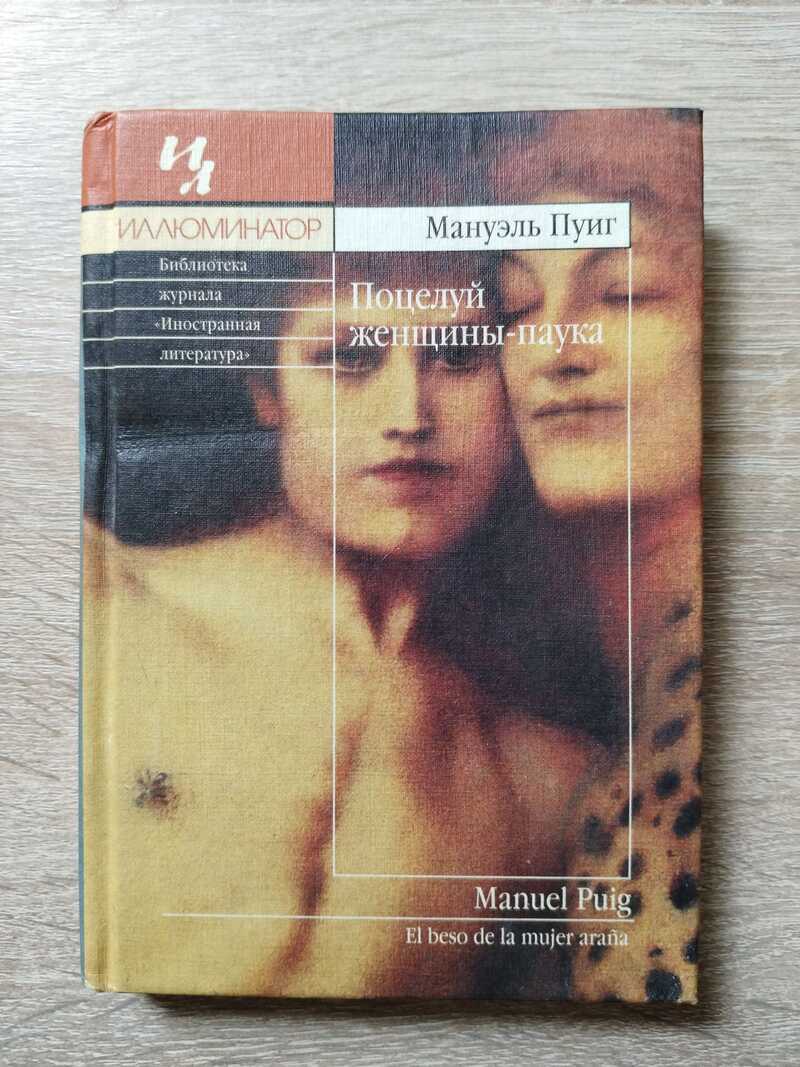 ИЛ
ИЛЛЮМИНАТОР
Библиотека
журнала
«Иностранная
литература»
Мануэль Пуиг
Поцелуй
женщины-паука
Manuel Puig
El beso de la mujer araña